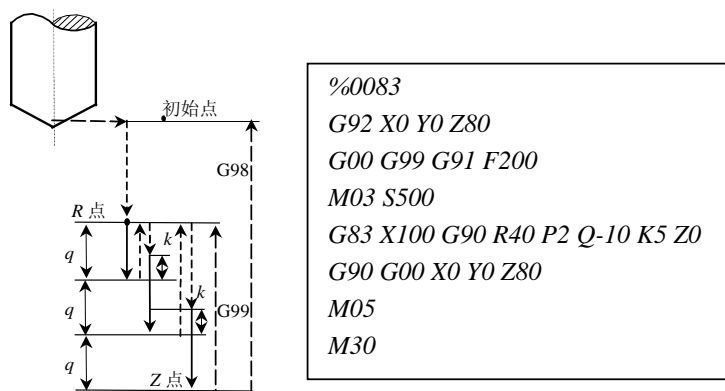 初始点
G98
R 点
k
q
q
k
G99
q
Z 点
%0083
G92 X0 Y0 Z80
G00 G99 G91 F200
M03 S500
G83 X100 G90 R40 P2 Q-10 K5 Z0
G90 G00 X0 Y0 Z80
M05
M30